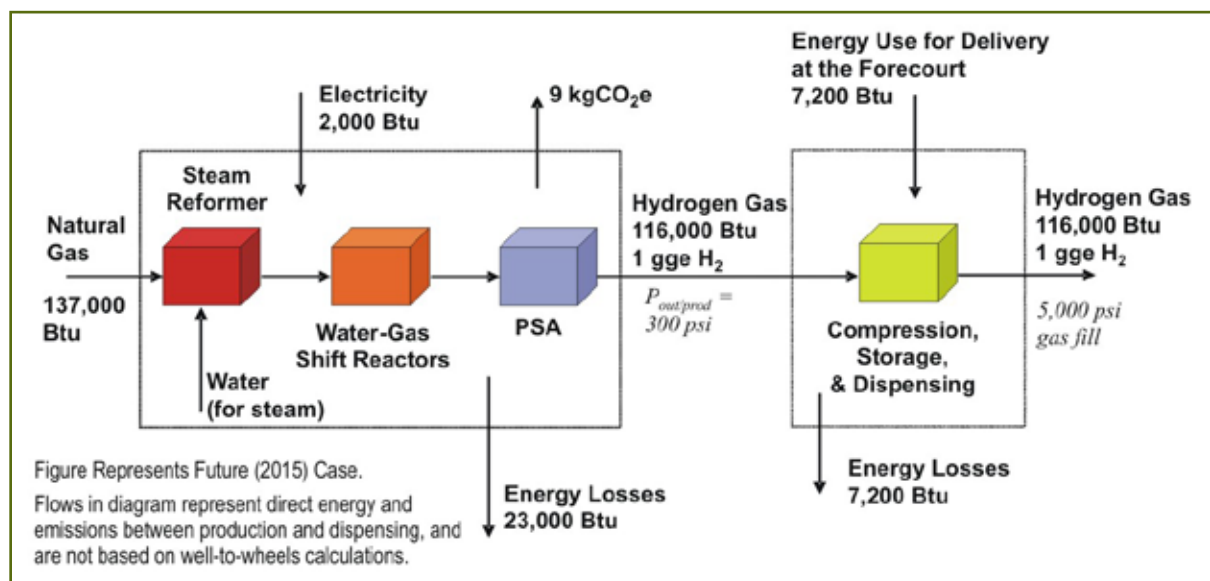 Energy Use for Delivery
at the Forecourt
7,200 Btu
Electricity
2,000 Btu
9 kgCO₂e
Steam
Reformer
Natural
Gas
137,000
Btu
Water
(for steam)
Water-Gas
Shift Reactors
PSA
Hydrogen Gas
116,000 Btu
1 gge H₂
P out/prod =
300 psi
Compression,
Storage,
& Dispensing
Hydrogen Gas
116,000 Btu
1 gge H₂
5,000 psi
gas fill
Energy Losses
23,000 Btu
Energy Losses
7,200 Btu
Figure Represents Future (2015) Case.
Flows in diagram represent direct energy and
emissions between production and dispensing, and
are not based on well-to-wheels calculations.